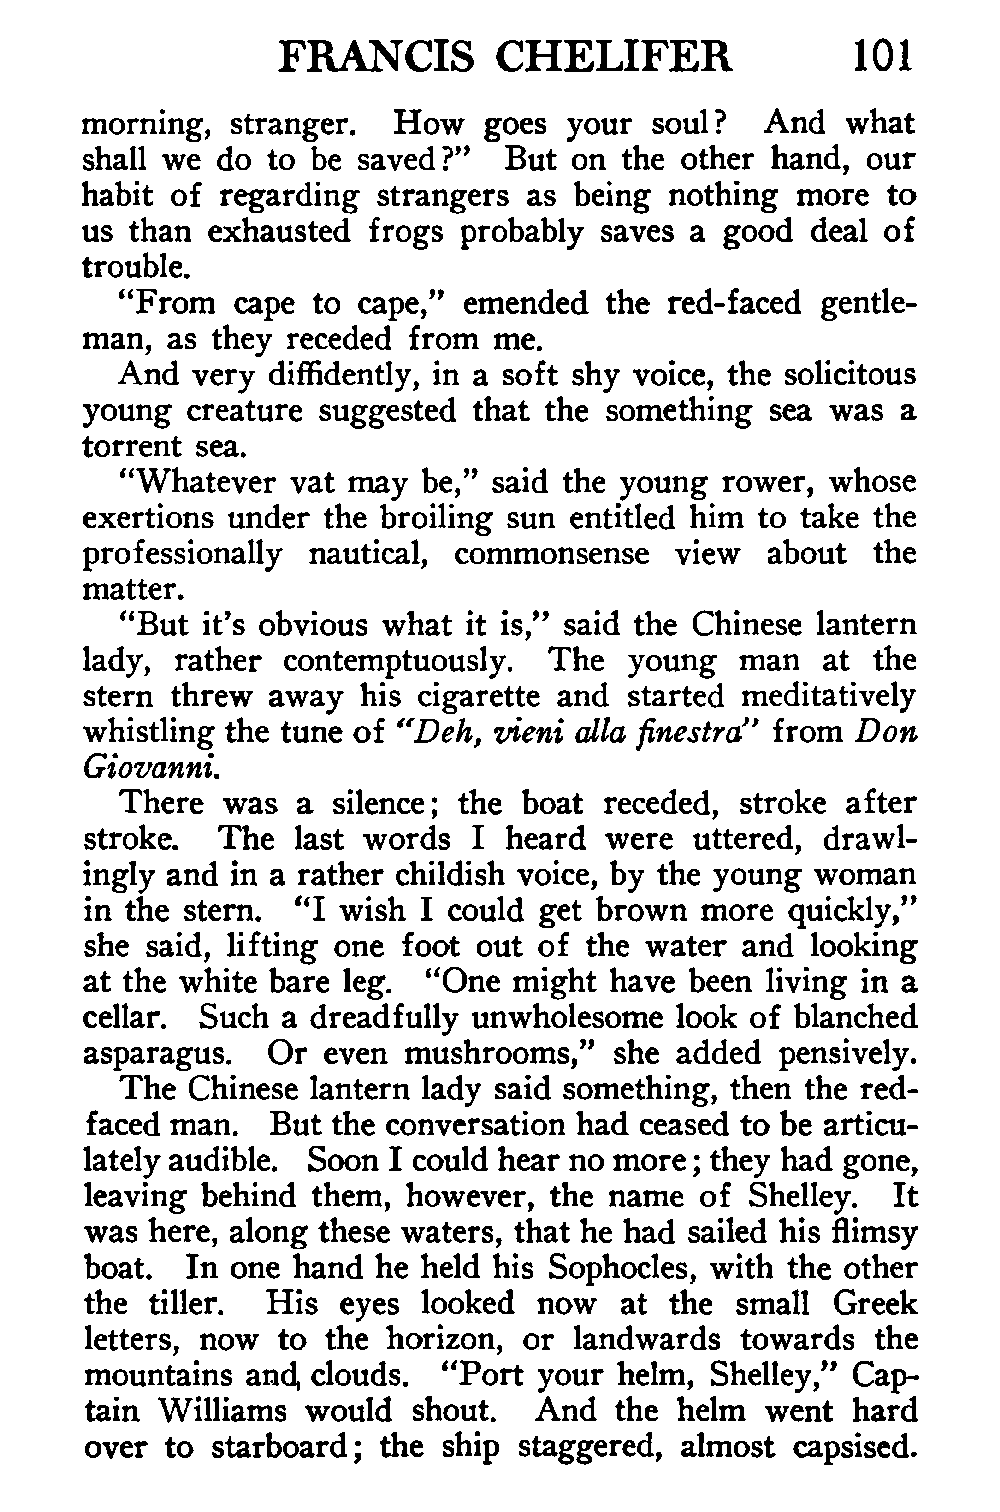 FRANCIS CHELIFER 101
morning, stranger. How goes your soul? And what
shall we do to be saved?" But on the other hand, our
habit of regarding strangers as being nothing more to
us than exhausted frogs probably saves a good deal of
trouble.
"From cape to cape," emended the red-faced gentle-
man, as they receded from me.
And very diffidently, in a soft shy voice, the solicitous
young creature suggested that the something sea was a
torrent sea.
"Whatever vat may be," said the young rower, whose
exertions under the broiling sun entitled him to take the
professionally nautical, commonsense view about the
matter.
"But it's obvious what it is," said the Chinese lantern
lady, rather contemptuously. The young man at the
stern threw away his cigarette and started meditatively
whistling the tune of "Deh, vieni alla finestra" from Don
Giovanni.
There was a silence; the boat receded, stroke after
stroke. The last words I heard were uttered, drawl-
ingly and in a rather childish voice, by the young woman
in the stern. "I wish I could get brown more quickly,"
she said, lifting one foot out of the water and looking
at the white bare leg. "One might have been living in a
cellar. Such a dreadfully unwholesome look of blanched
asparagus. Or even mushrooms," she added pensively.
The Chinese lantern lady said something, then the red-
faced man. But the conversation had ceased to be articu-
lately audible. Soon I could hear no more; they had gone,
leaving behind them, however, the name of Shelley. It
was here, along these waters, that he had sailed his flimsy
boat. In one hand he held his Sophocles, with the other
the tiller. His eyes looked now at the small Greek
letters, now to the horizon, or landwards towards the
mountains and clouds. "Port your helm, Shelley," Cap-
tain Williams would shout. And the helm went hard
over to starboard; the ship staggered, almost capsised.